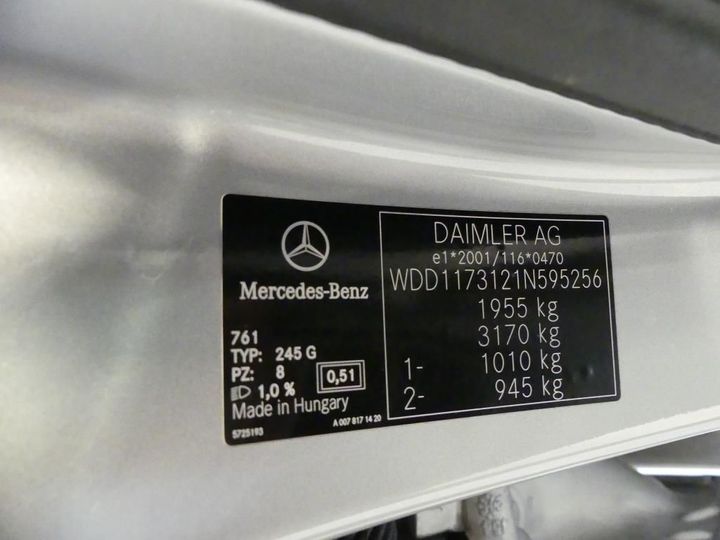 Mercedes-Benz
761
TYP: 245 G
PZ: 8
1,0 %
0,51
Made in Hungary
5725193
A 007 817 14 20
DAIMLER AG
e1*2001/116*0470
WDD1173121N595256
1955 kg
3170 kg
1- 1010 kg
2- 945 kg